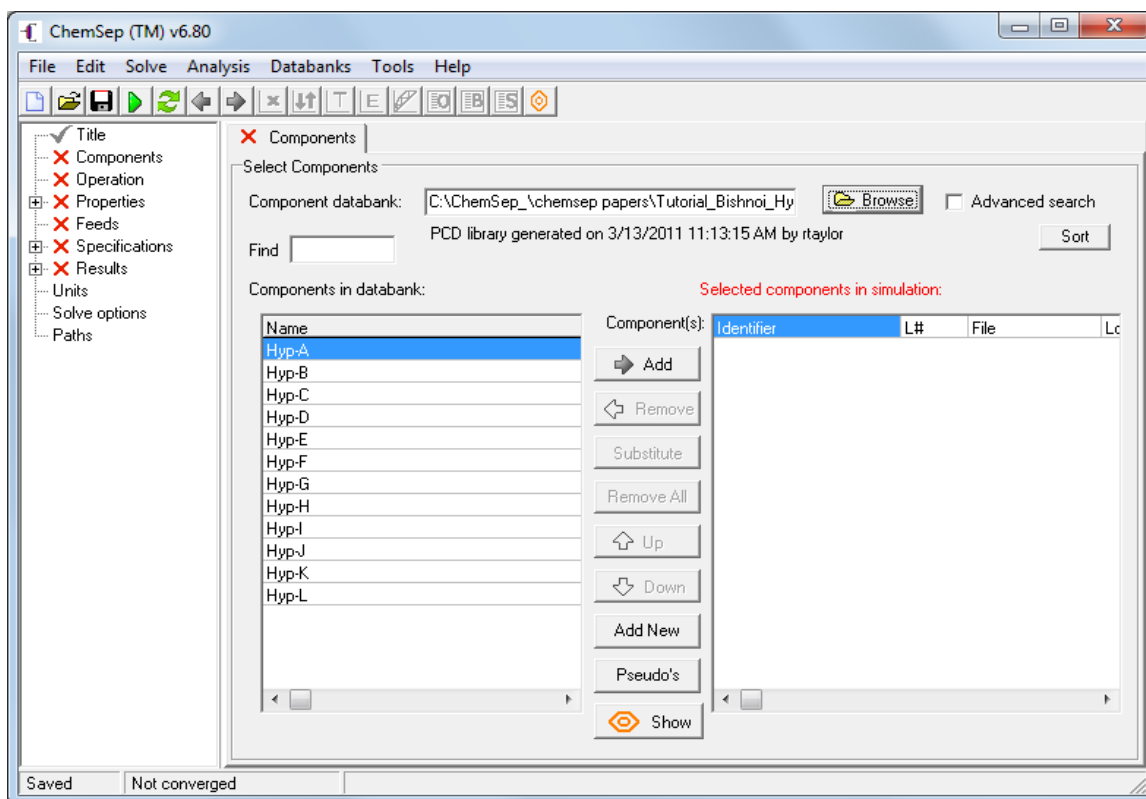 ChemSep (TM) v6.80
File Edit Solve Analysis Databanks Tools Help
T E O B S
Title
Components
Operation
Properties
Feeds
Specifications
Results
Units
Solve options
Paths
Components
Select Components
Component databank: C:\ChemSep_\chemsep papers\Tutorial_Bishnoi_Hy Browse Advanced search
PCD library generated on 3/13/2011 11:13:15 AM by rtaylor
Sort
Find
Components in databank:
Selected components in simulation:
Name
Hyp-A
Hyp-B
Hyp-C
Hyp-D
Hyp-E
Hyp-F
Hyp-G
Hyp-H
Hyp-I
Hyp-J
Hyp-K
Hyp-L
Component(s):
Add
Remove
Substitute
Remove All
Up
Down
Add New
Pseudo's
Show
Identifier L# File Lo
Saved Not converged